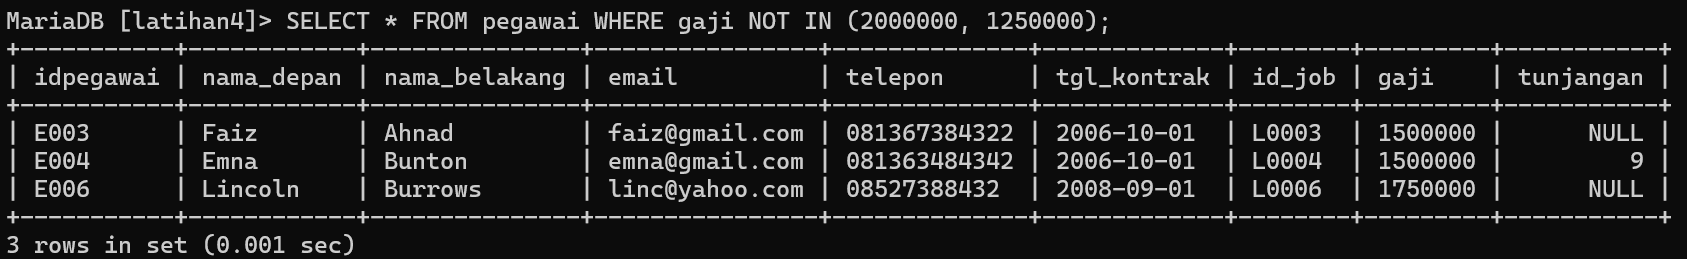 MariaDB [latihan4]> SELECT * FROM pegawai WHERE gaji NOT IN (2000000, 1250000);
+-----------+------------+---------------+----------------+--------------+-------------+--------+---------+-----------+
| idpegawai | nama_depan | nama_belakang | email          | telepon      | tgl_kontrak | id_job | gaji    | tunjangan |
+-----------+------------+---------------+----------------+--------------+-------------+--------+---------+-----------+
| E003      | Faiz       | Ahnad         | faiz@gmail.com | 081367384322 | 2006-10-01  | L0003  | 1500000 |      NULL |
| E004      | Emna       | Bunton        | emna@gmail.com | 081363484342 | 2006-10-01  | L0004  | 1500000 |         9 |
| E006      | Lincoln    | Burrows       | linc@yahoo.com | 08527388432  | 2008-09-01  | L0006  | 1750000 |      NULL |
+-----------+------------+---------------+----------------+--------------+-------------+--------+---------+-----------+
3 rows in set (0.001 sec)